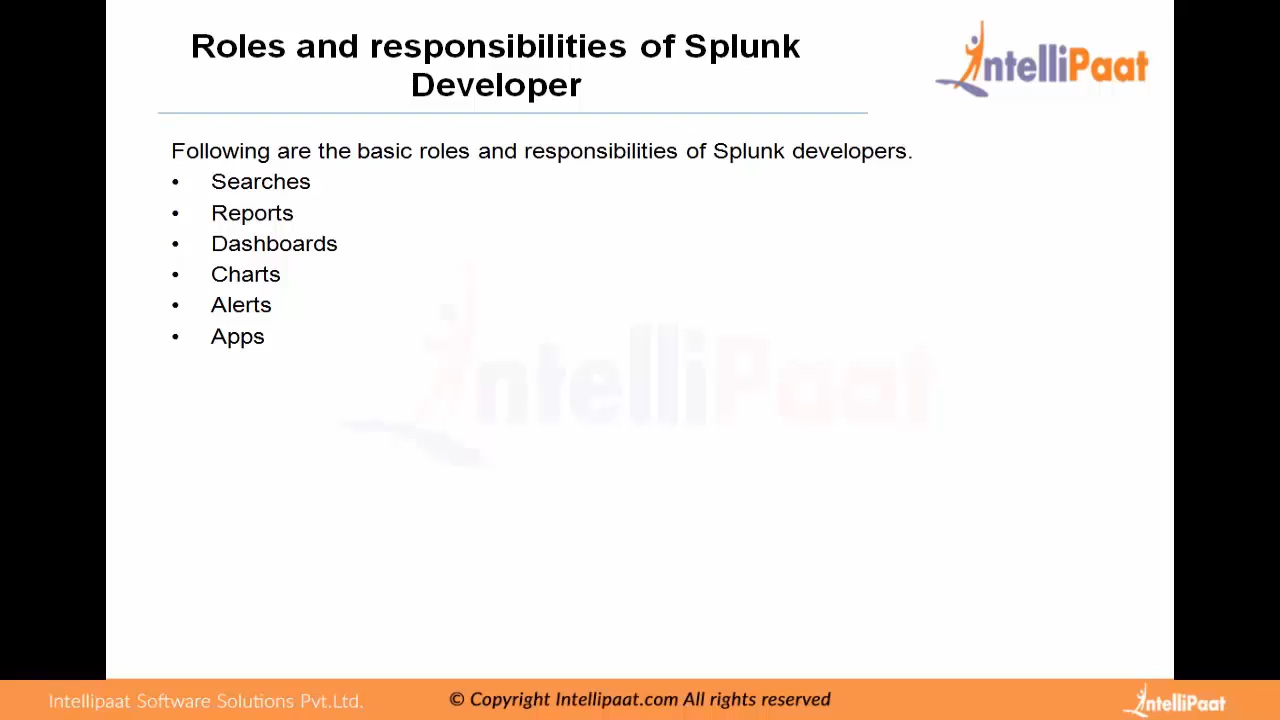 Roles and responsibilities of Splunk
Developer
IntelliPaat
Following are the basic roles and responsibilities of Splunk developers.
• Searches
• Reports
• Dashboards
• Charts
• Alerts
• Apps
IntelliPaat
Intellipaat Software Solutions Pvt.Ltd.
© Copyright Intellipaat.com All rights reserved
IntelliPaat